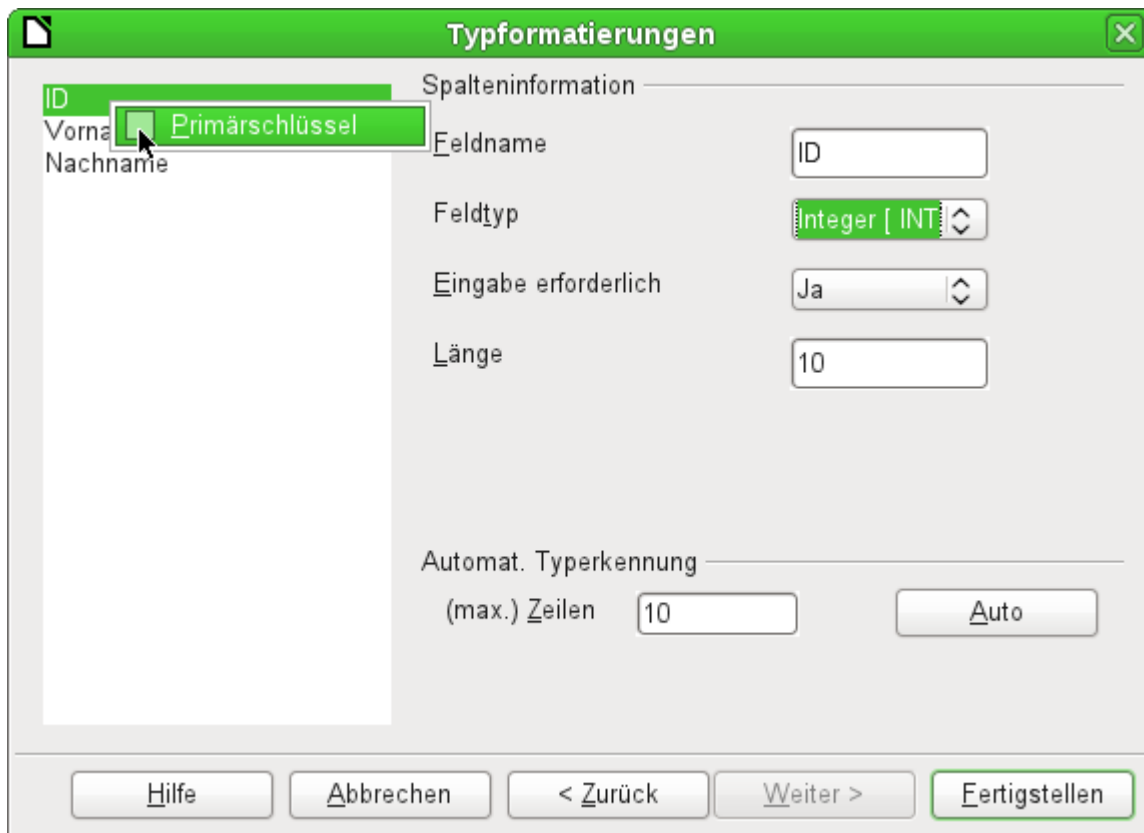 Typformatierungen
ID
Primärschlüssel
Nachname
Spalteninformation
Feldname
ID
Feldtyp
Integer [ INT
Eingabe erforderlich
Ja
Länge
10
Automat. Typerkennung
(max.) Zeilen
10
Auto
Hilfe
Abbrechen
< Zurück
Weiter >
Fertigstellen